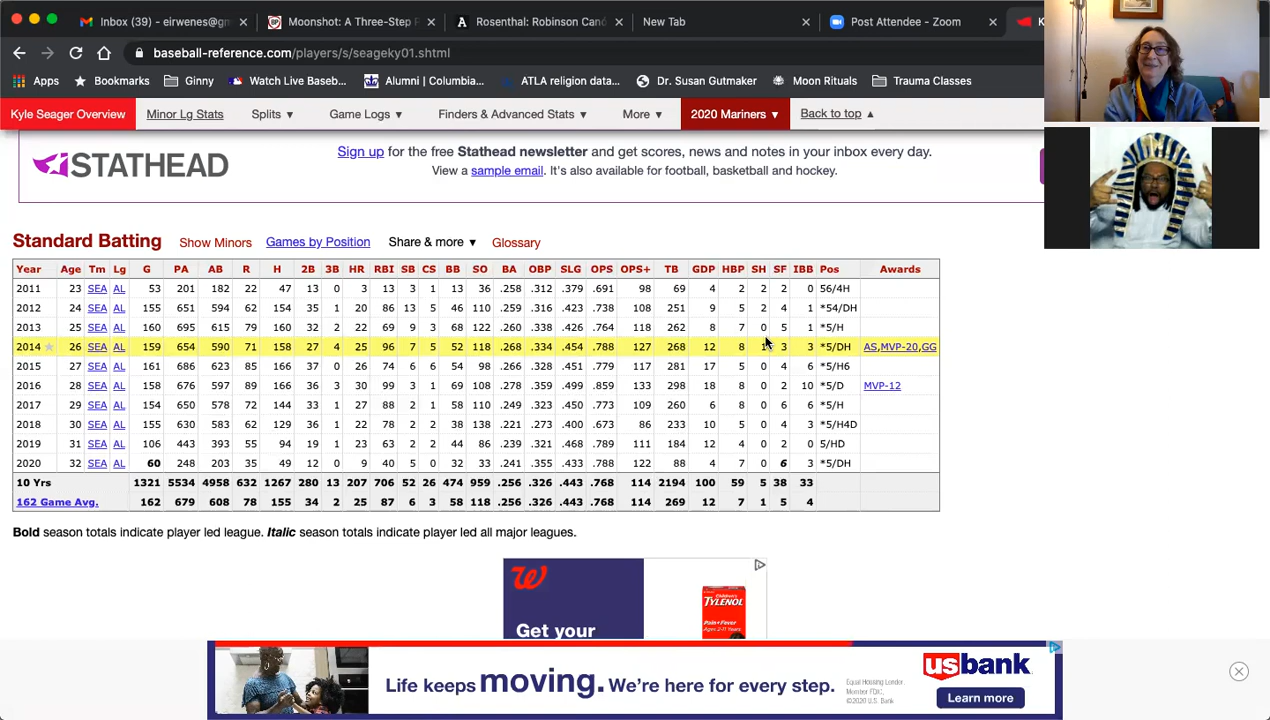 Inbox (39) – eirwenes@gm
Moonshot: A Three-Step R
Rosenthal: Robinson Canó
New Tab
Post Attendee - Zoom
baseball-reference.com/players/s/seageky01.shtml
Apps Bookmarks Ginny Watch Live Baseb... Alumni | Columbia... ATLA religion data... Dr. Susan Gutmaker Moon Rituals Trauma Classes
Kyle Seager Overview Minor Lg Stats Splits ▼ Game Logs ▼ Finders & Advanced Stats ▼ More ▼ 2020 Mariners ▼ Back to top ▲
STATHEAD
Sign up for the free Stathead newsletter and get scores, news and notes in your inbox every day.
View a sample email. It's also available for football, basketball and hockey.
Standard Batting Show Minors Games by Position Share & more ▼ Glossary
Year Age Tm Lg G PA AB R H 2B 3B HR RBI SB CS BB SO BA OBP SLG OPS OPS+ TB GDP HBP SH SF IBB Pos Awards
2011 23 SEA AL 53 201 182 22 47 13 0 3 13 3 1 13 36 .258 .312 .379 .691 98 69 4 2 2 2 0 56/4H
2012 24 SEA AL 155 651 594 62 154 35 1 20 86 13 5 46 110 .259 .316 .423 .738 108 251 9 5 2 4 1 *54/DH
2013 25 SEA AL 160 695 615 79 160 32 2 22 69 9 3 68 122 .260 .338 .426 .764 118 262 8 7 0 5 1 *5/H
2014 26 SEA AL 159 654 590 71 158 27 4 25 96 7 5 52 118 .268 .334 .454 .788 127 268 12 8 1 3 3 *5/DH AS,MVP-20,GG
2015 27 SEA AL 161 686 623 85 166 37 0 26 74 6 6 54 98 .266 .328 .451 .779 117 281 17 5 0 4 6 *5/H6
2016 28 SEA AL 158 676 597 89 166 36 3 30 99 3 1 69 108 .278 .359 .499 .859 133 298 18 8 0 2 10 *5/D MVP-12
2017 29 SEA AL 154 650 578 72 144 33 1 27 88 2 1 58 110 .249 .323 .450 .773 109 260 6 8 0 6 6 *5/H
2018 30 SEA AL 155 630 583 62 129 36 1 22 78 2 2 38 138 .221 .273 .400 .673 86 233 10 5 0 4 3 *5/H4D
2019 31 SEA AL 106 443 393 55 94 19 1 23 63 2 2 44 86 .239 .321 .468 .789 111 184 12 4 0 2 0 5/HD
2020 32 SEA AL 60 248 203 35 49 12 0 9 40 5 0 32 33 .241 .355 .433 .788 122 88 4 7 0 6 3 *5/DH
10 Yrs 1321 5534 4958 632 1267 280 13 207 706 52 26 474 959 .256 .326 .443 .768 114 2194 100 59 5 38 33
162 Game Avg. 162 679 608 78 155 34 2 25 87 6 3 58 118 .256 .326 .443 .768 114 269 12 7 1 5 4
Bold season totals indicate player led league. Italic season totals indicate player led all major leagues.
Get your
Children's
TYLENOL
Pain+Fever
Life keeps moving. We're here for every step.
usbank
Equal Housing Lender.
Member FDIC.
©2020 U.S. Bank
Learn more